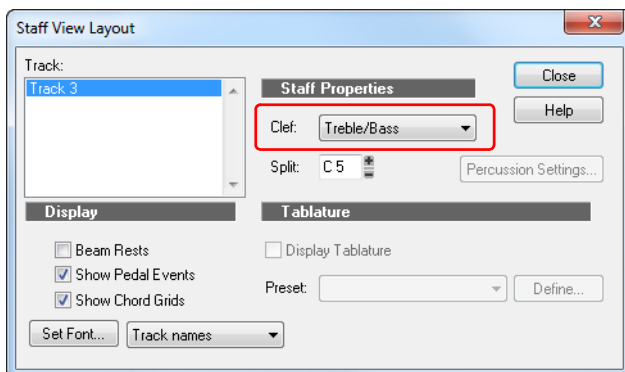 Staff View Layout
Track:
Track 3
Staff Properties
Close
Help
Clef: Treble/Bass
Split: C 5
Percussion Settings...
Display
Tablature
Beam Rests
Show Pedal Events
Show Chord Grids
Display Tablature
Preset:
Define...
Set Font...
Track names